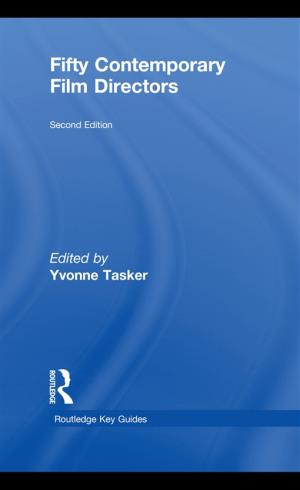 Fifty Contemporary
Film Directors
Second Edition
Edited by
Yvonne Tasker
ROUTLEDGE
Routledge Key Guides